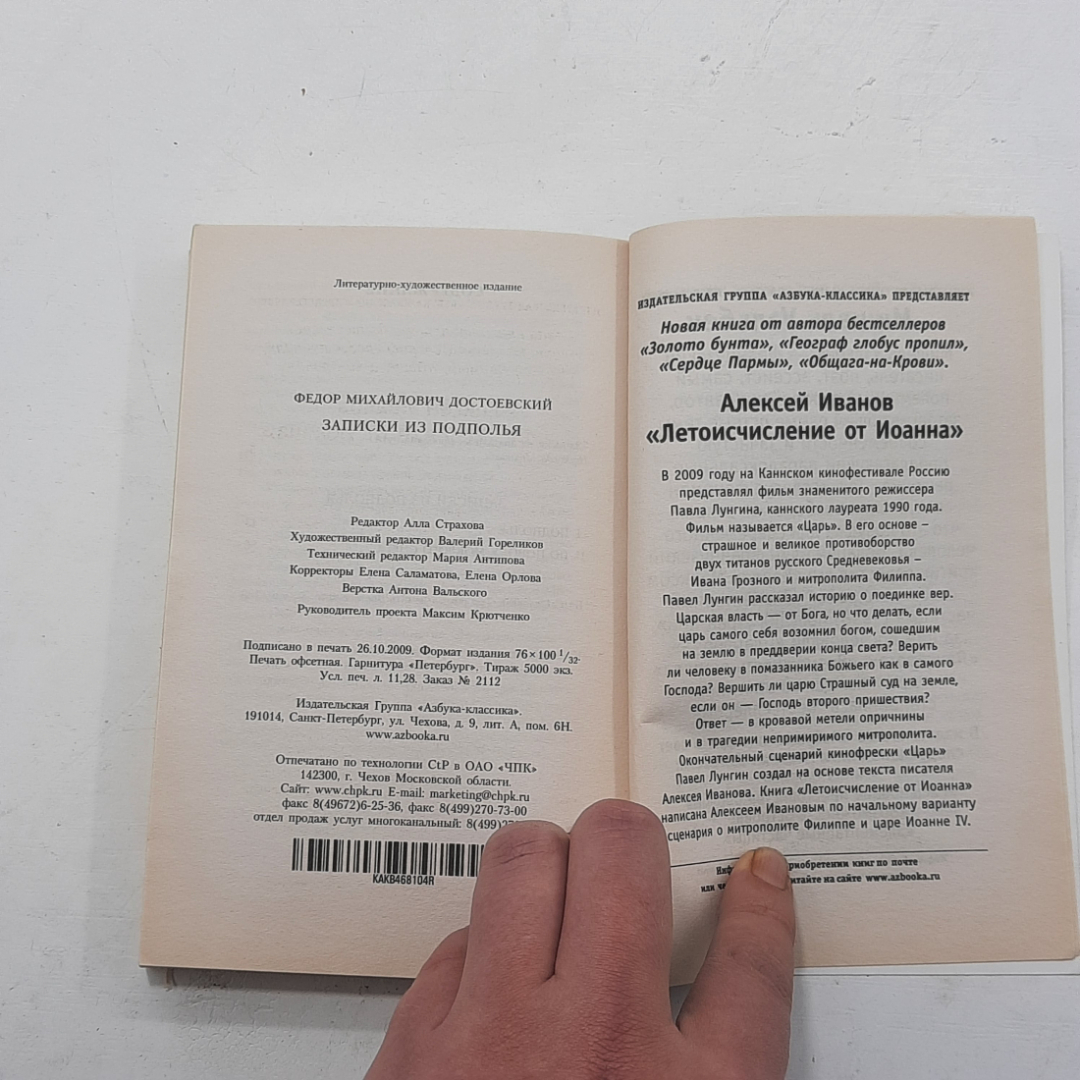 Литературно-художественное издание
ФЕДОР МИХАЙЛОВИЧ ДОСТОЕВСКИЙ
ЗАПИСКИ ИЗ ПОДПОЛЬЯ
Редактор Алла Страхова
Художественный редактор Валерий Гореликов
Технический редактор Мария Антипова
Корректоры Елена Саламатова, Елена Орлова
Верстка Антона Вальского
Руководитель проекта Максим Крютченко
Подписано в печать 26.10.2009. Формат издания 76×100 1/32.
Печать офсетная. Гарнитура «Петербург». Тираж 5000 экз.
Усл. печ. л. 11,28. Заказ № 2112
Издательская Группа «Азбука-классика».
191014, Санкт-Петербург, ул. Чехова, д. 9, лит. А, пом. 6Н.
www.azbooka.ru
Отпечатано по технологии CtP в ОАО «ЧПК»
142300, г. Чехов Московской области.
Сайт: www.chpk.ru E-mail: marketing@chpk.ru
факс 8(49672)6-25-36, факс 8(499)270-73-00
отдел продаж услуг многоканальный: 8(499)
KAKB468104R
ИЗДАТЕЛЬСКАЯ ГРУППА «АЗБУКА-КЛАССИКА» ПРЕДСТАВЛЯЕТ
Новая книга от автора бестселлеров
«Золото бунта», «Географ глобус пропил»,
«Сердце Пармы», «Общага-на-Крови».
Алексей Иванов
«Летоисчисление от Иоанна»
В 2009 году на Каннском кинофестивале Россию
представлял фильм знаменитого режиссера
Павла Лунгина, каннского лауреата 1990 года.
Фильм называется «Царь». В его основе –
страшное и великое противоборство
двух титанов русского Средневековья –
Ивана Грозного и митрополита Филиппа.
Павел Лунгин рассказал историю о поединке вер.
Царская власть — от Бога, но что делать, если
царь самого себя возомнил богом, сошедшим
на землю в преддверии конца света? Верить
ли человеку в помазанника Божьего как в самого
Господа? Вершить ли царю Страшный суд на земле,
если он — Господь второго пришествия?
Ответ — в кровавой метели опричнины
и в трагедии непримиримого митрополита.
Окончательный сценарий кинофрески «Царь»
Павел Лунгин создал на основе текста писателя
Алексея Иванова. Книга «Летоисчисление от Иоанна»
написана Алексеем Ивановым по начальному варианту
сценария о митрополите Филиппе и царе Иоанне IV.
книг по почте
или на сайте www.azbooka.ru